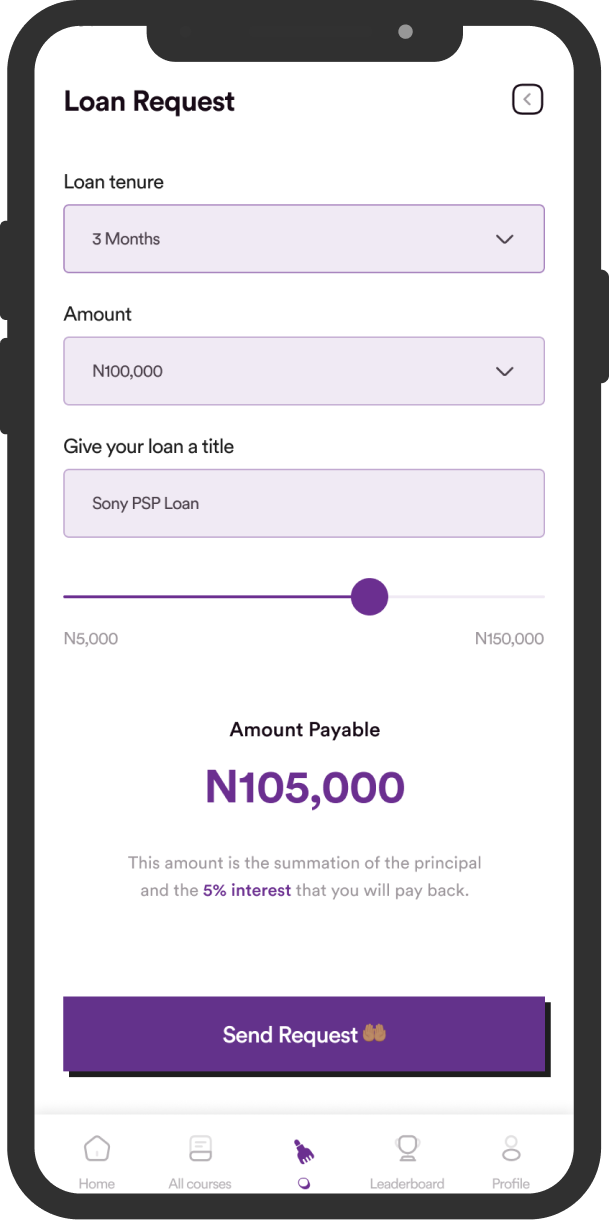 Loan Request
Loan tenure
3 Months
Amount
N100,000
Give your loan a title
Sony PSP Loan
N5,000
N150,000
Amount Payable
N105,000
This amount is the summation of the principal
and the 5% interest that you will pay back.
Send Request 🤲🏽
Home
All courses
Leaderboard
Profile